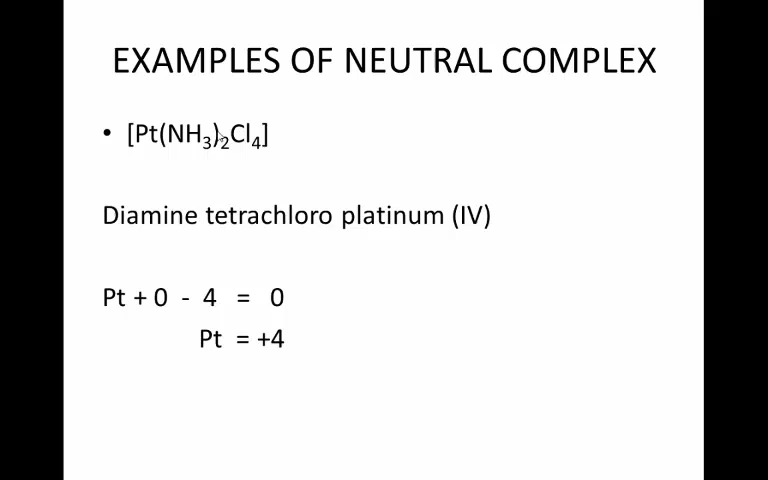 EXAMPLES OF NEUTRAL COMPLEX
• [Pt(NH₃)₂Cl₄]
Diamine tetrachloro platinum (IV)
Pt + 0 - 4 = 0
Pt = +4